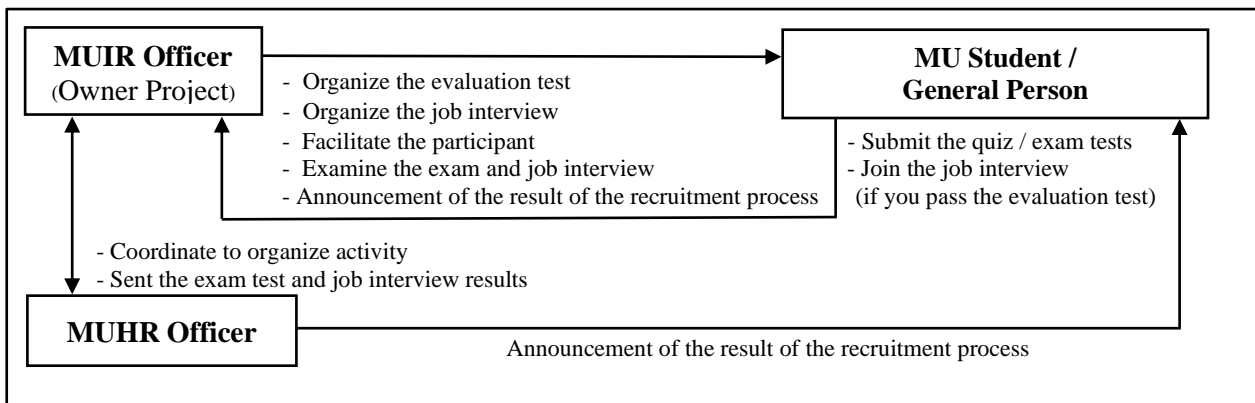 MUIR Officer
(Owner Project)
MU Student /
General Person
- Organize the evaluation test
- Organize the job interview
- Facilitate the participant
- Examine the exam and job interview
- Announcement of the result of the recruitment process
- Submit the quiz / exam tests
- Join the job interview
(if you pass the evaluation test)
- Coordinate to organize activity
- Sent the exam test and job interview results
MUHR Officer
Announcement of the result of the recruitment process